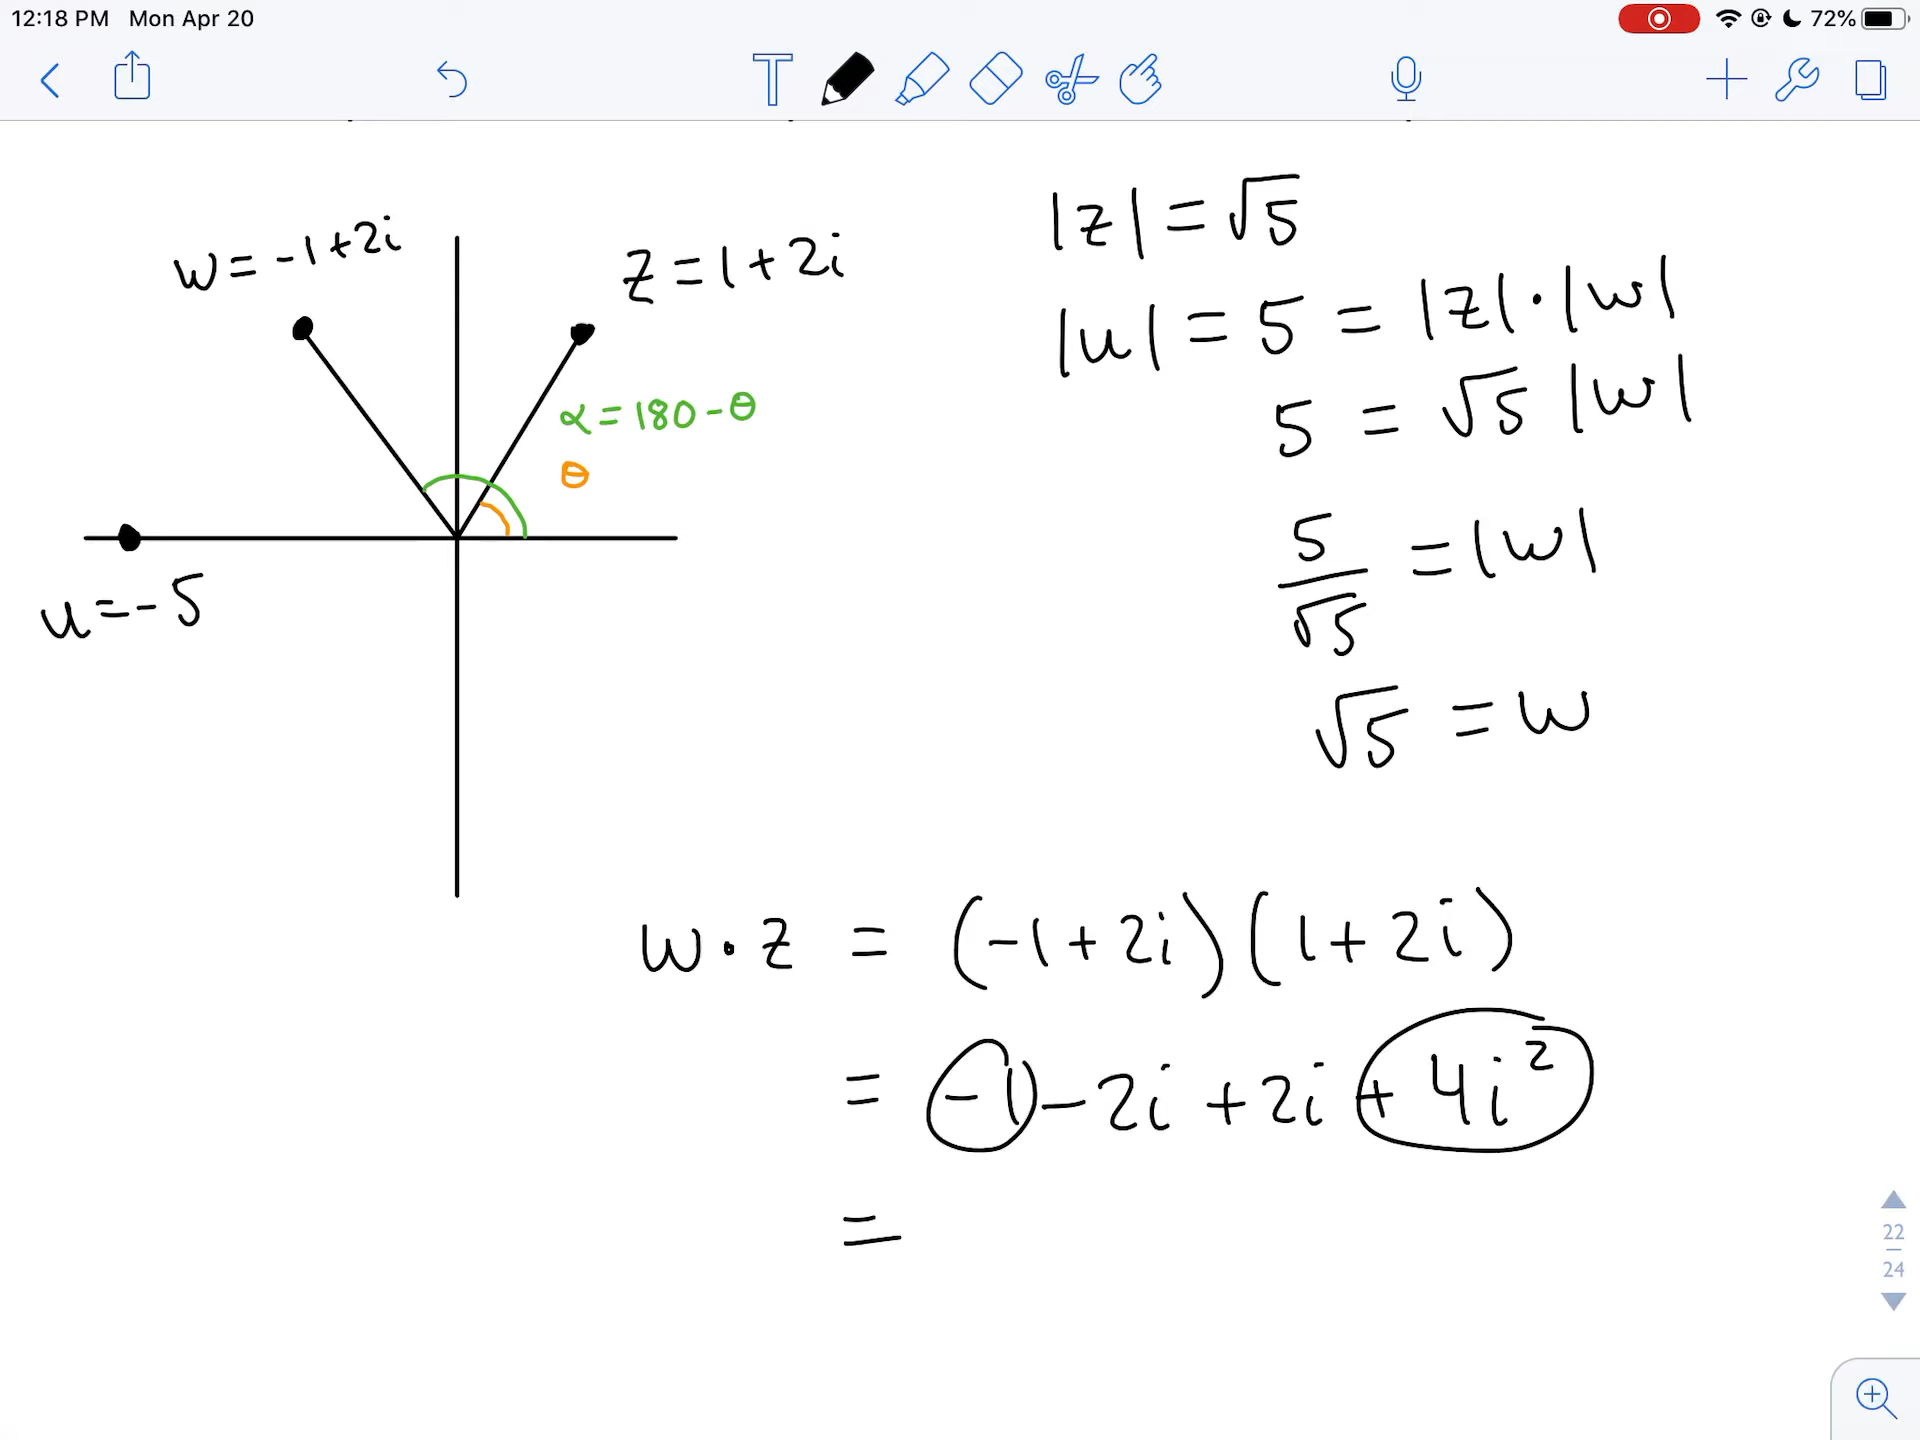 12:18 PM Mon Apr 20
72%
T
w = -1+2i
z = 1+2i
α = 180 - θ
θ
u = -5
|z| = √5
|u| = 5 = |z|·|w|
5 = √5 |w|
5/√5 = |w|
√5 = w
w·z = (-1+2i)(1+2i)
= -1 - 2i + 2i + 4i²
=
22
24